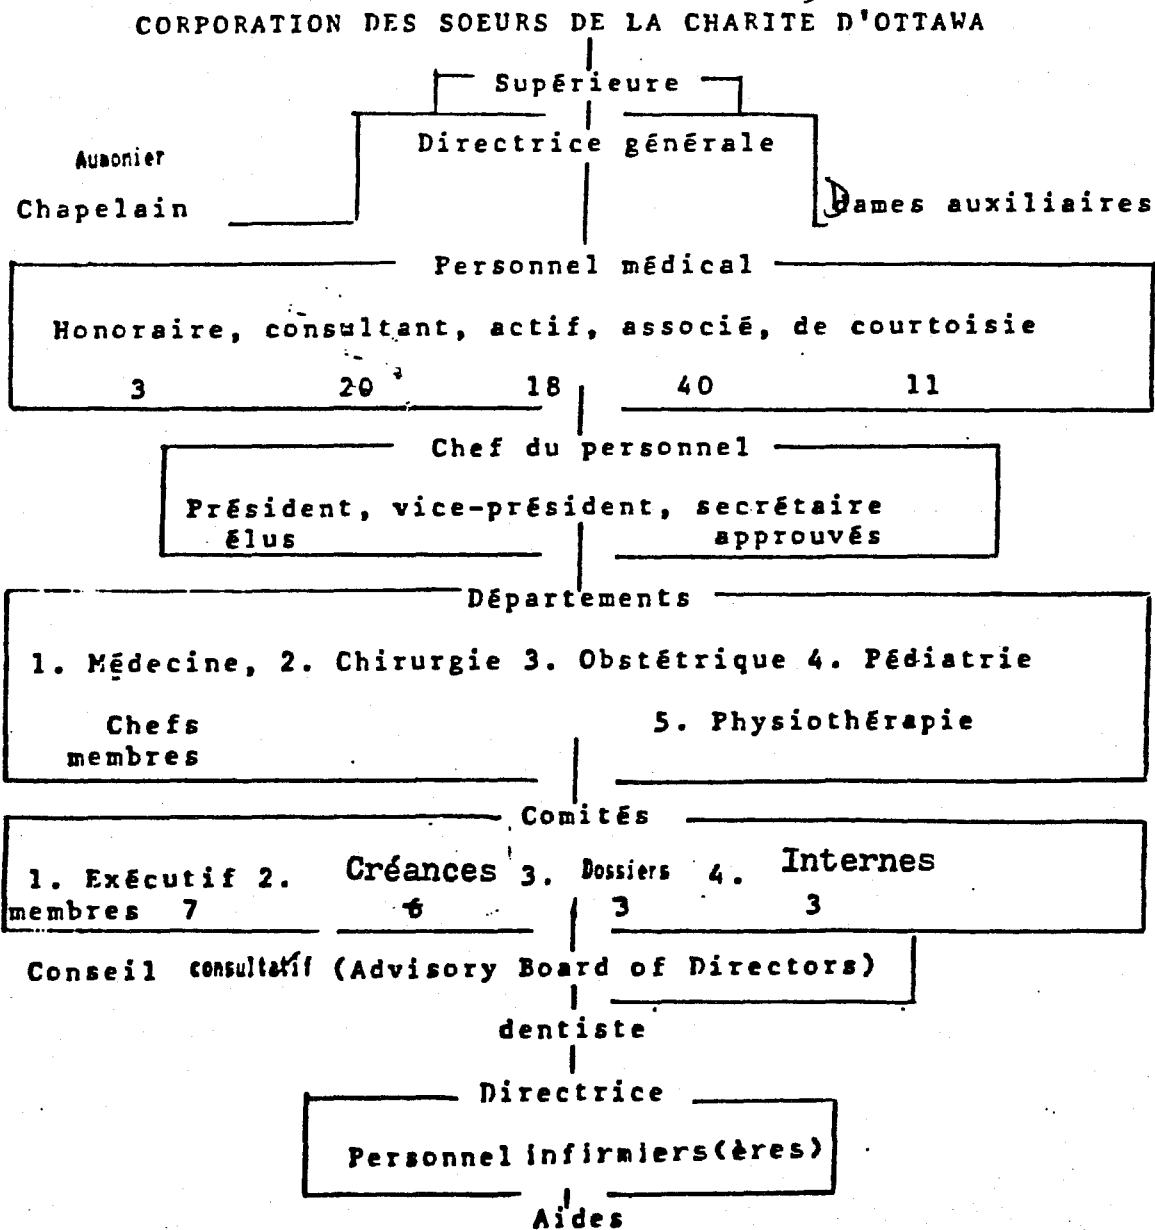 CORPORATION DES SOEURS DE LA CHARITÉ D'OTTAWA
Supérieure
Directrice générale
Aumonier
Chapelain
Dames auxiliaires
Personnel médical
Honoraire, consultant, actif, associé, de courtoisie
3 20 18 40 11
Chef du personnel
Président, vice-président, secrétaire
élus approuvés
Départements
1. Médecine, 2. Chirurgie 3. Obstétrique 4. Pédiatrie
Chefs 5. Physiothérapie
membres
Comités
1. Exécutif 2. Créances 3. Dossiers 4. Internes
membres 7 6 3 3
Conseil consultatif (Advisory Board of Directors)
dentiste
Directrice
Personnel infirmiers(ères)
Aides